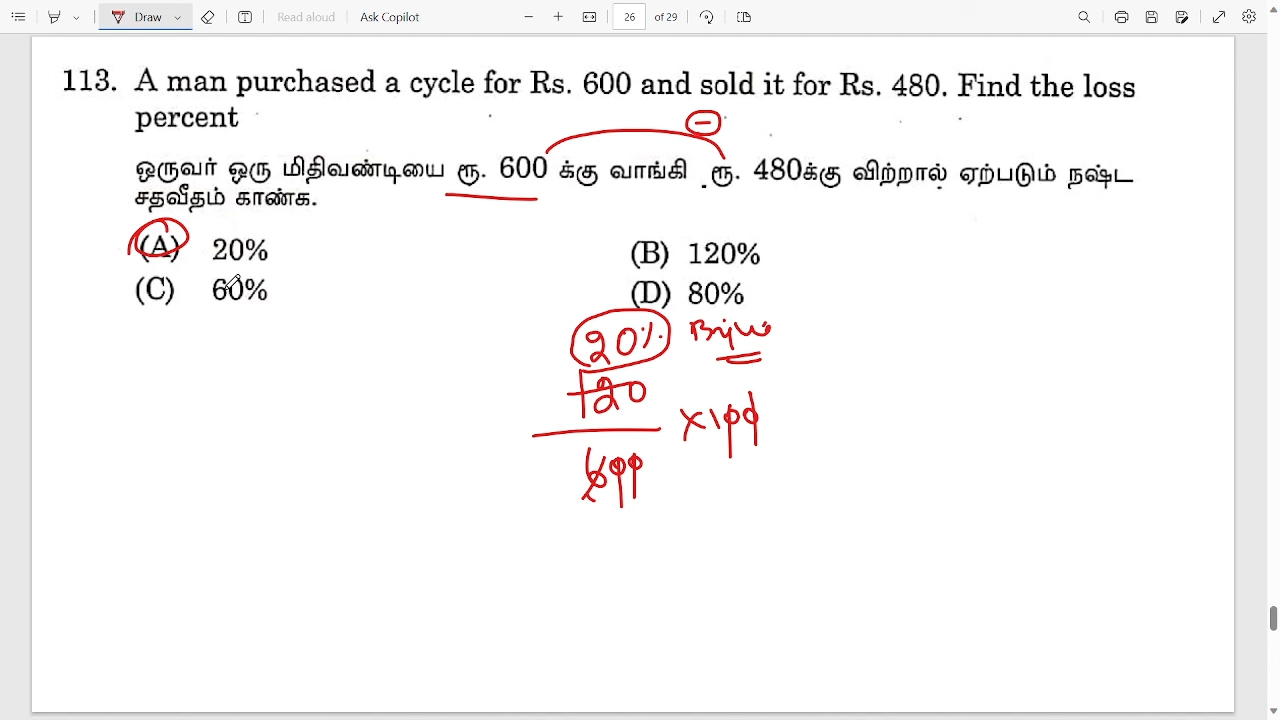 Draw
Read aloud
Ask Copilot
26
of 29
113. A man purchased a cycle for Rs. 600 and sold it for Rs. 480. Find the loss
percent
ஒருவர் ஒரு மிதிவண்டியை ரூ. 600 க்கு வாங்கி ரூ. 480க்கு விற்றால் ஏற்படும் நஷ்ட
சதவீதம் காண்க.
(A) 20%
(B) 120%
(C) 60%
(D) 80%
20%
120
×100
600